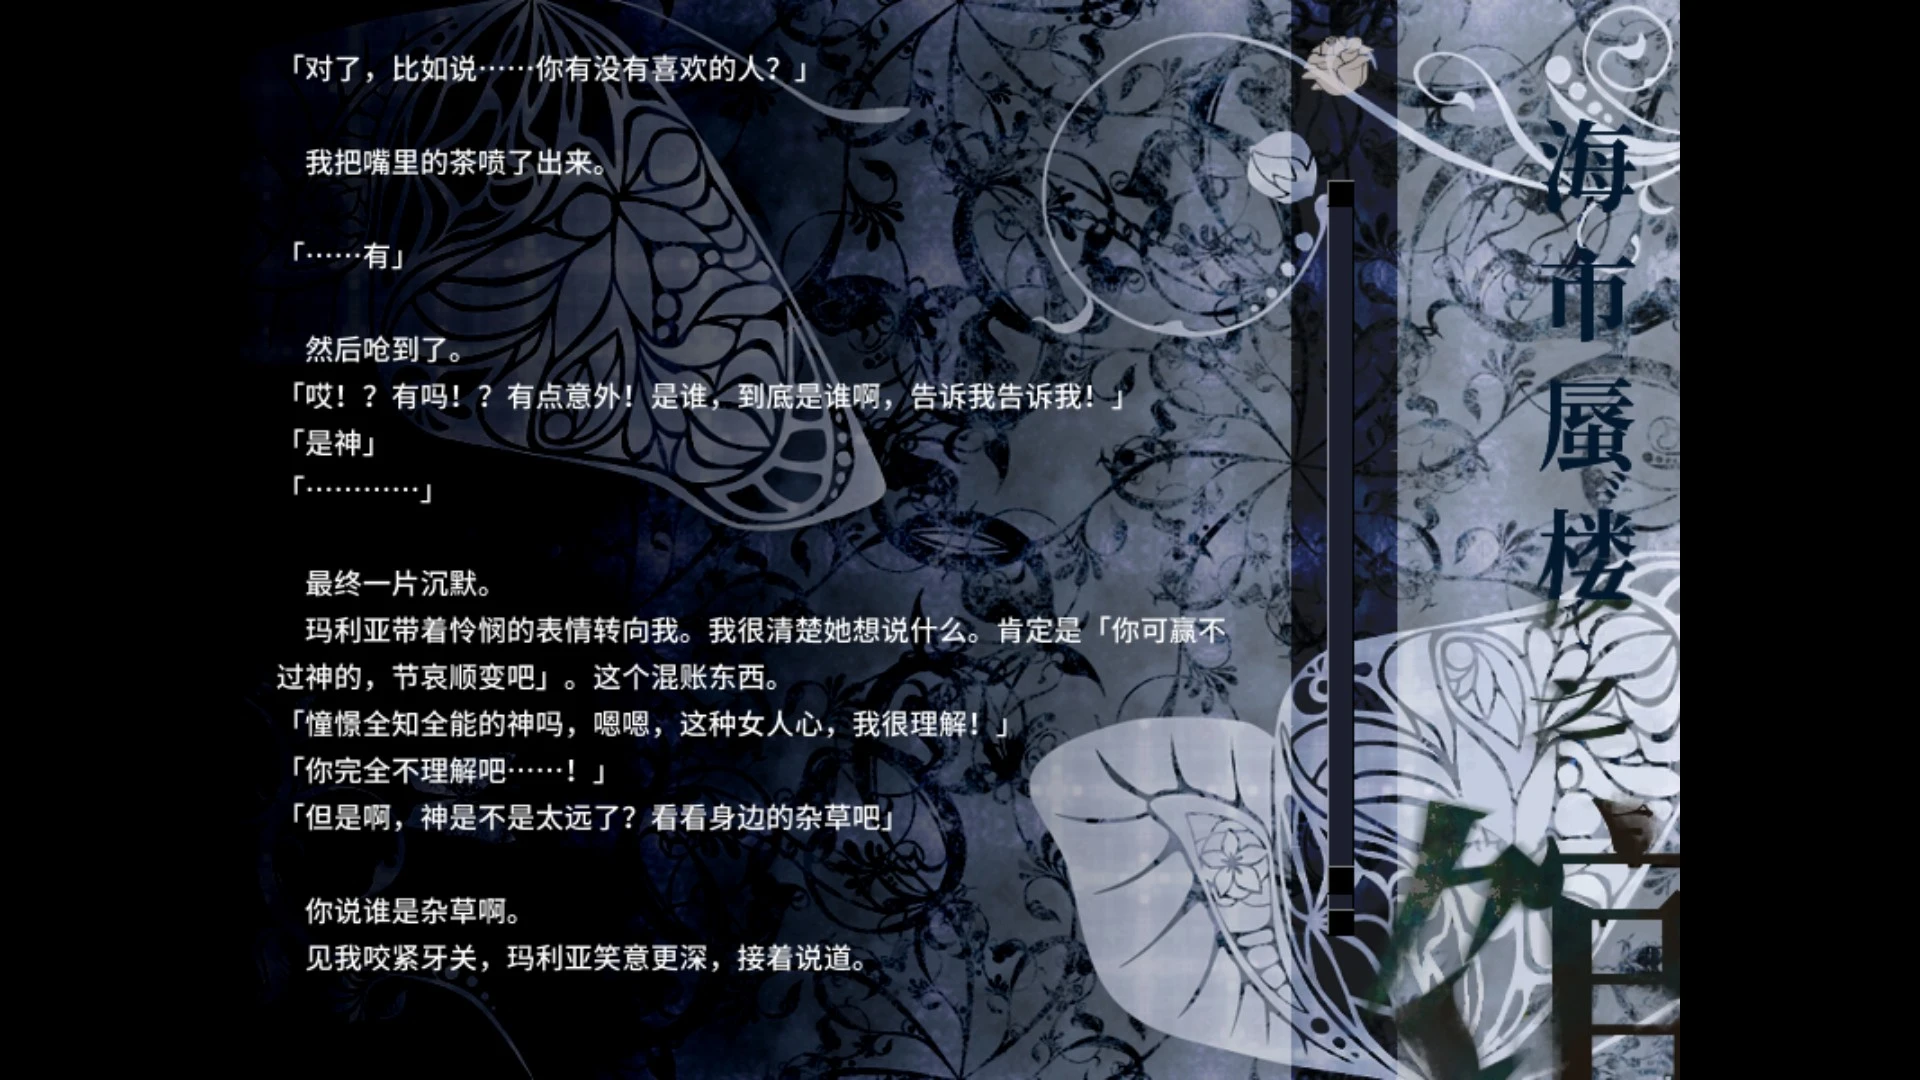 「对了，比如说……你有没有喜欢的人？」
我把嘴里的茶喷了出来。
「……有」
然后呛到了。
「哎！？有吗！？有点意外！是谁，到底是谁啊，告诉我告诉我！」
「是神」
「…………」
最终一片沉默。
玛利亚带着怜悯的表情转向我。我很清楚她想说什么。肯定是「你可赢不
过神的，节哀顺变吧」。这个混账东西。
「憧憬全知全能的神吗，嗯嗯，这种女人心，我很理解！」
「你完全不理解吧……！」
「但是啊，神是不是太远了？看看身边的杂草吧」
你说谁是杂草啊。
见我咬紧牙关，玛利亚笑意更深，接着说道。
海市蜃楼之
馆